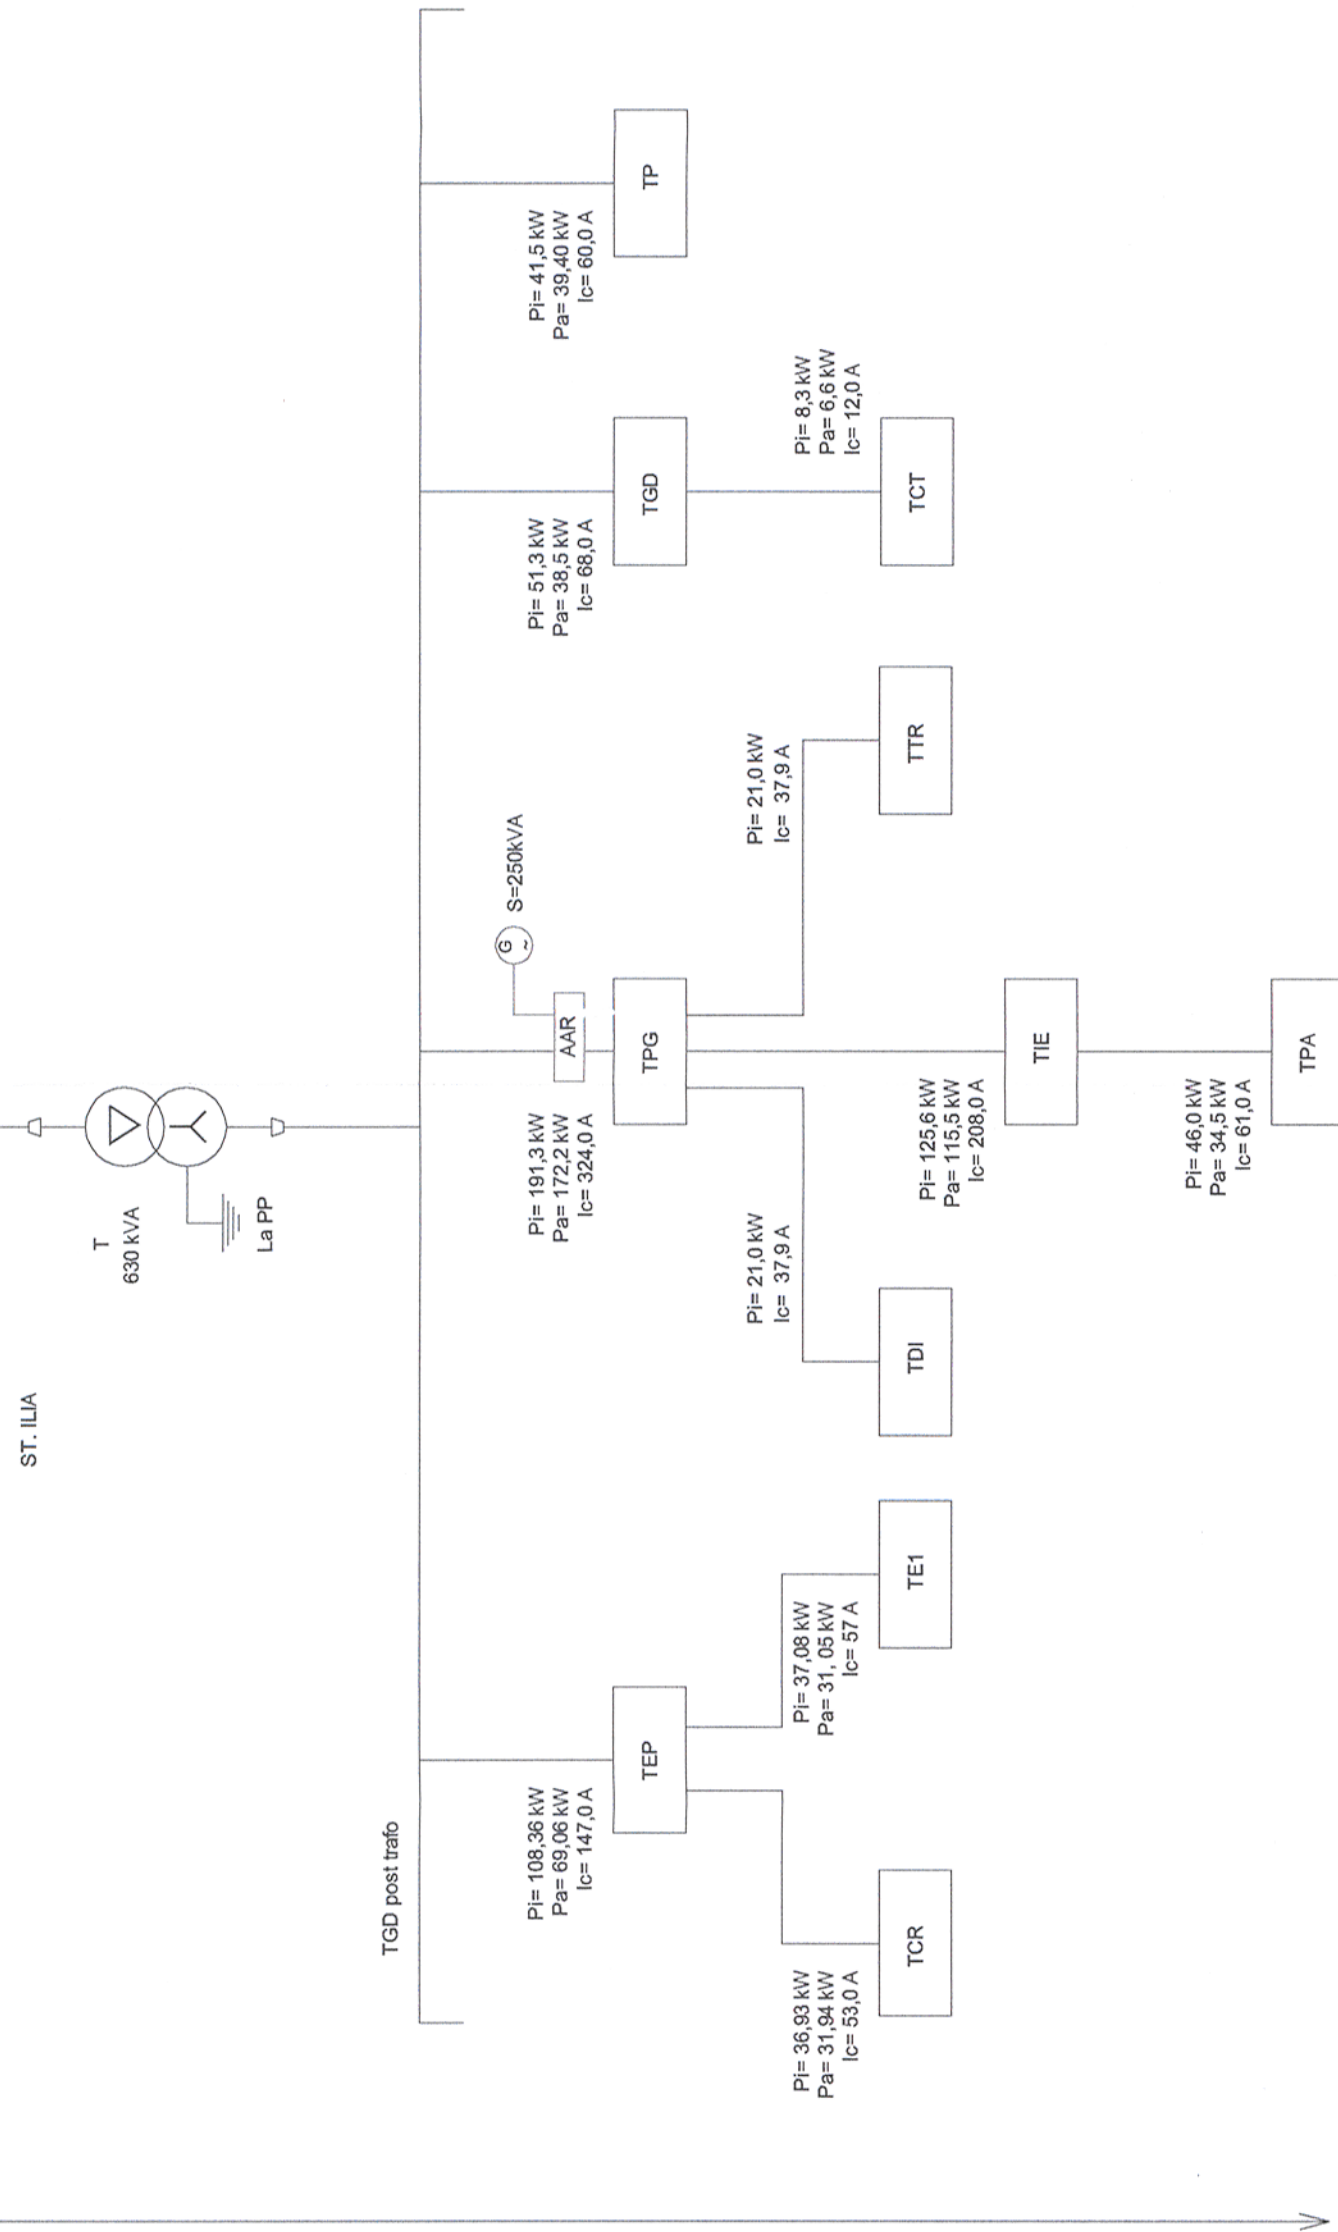 ST. ILIA
T
630 kVA
La PP
TGD post trafo
Pi= 108,36 kW
Pa= 69,06 kW
Ic= 147,0 A
TEP
Pi= 36,93 kW
Pa= 31,94 kW
Ic= 53,0 A
TCR
Pi= 37,08 kW
Pa= 31, 05 kW
Ic= 57 A
TE1
Pi= 191,3 kW
Pa= 172,2 kW
Ic= 324,0 A
AAR
G
~
S=250kVA
TPG
Pi= 21,0 kW
Ic= 37,9 A
TDI
Pi= 125,6 kW
Pa= 115,5 kW
Ic= 208,0 A
TIE
Pi= 46,0 kW
Pa= 34,5 kW
Ic= 61,0 A
TPA
Pi= 21,0 kW
Ic= 37,9 A
TTR
Pi= 51,3 kW
Pa= 38,5 kW
Ic= 68,0 A
TGD
Pi= 8,3 kW
Pa= 6,6 kW
Ic= 12,0 A
TCT
Pi= 41,5 kW
Pa= 39,40 kW
Ic= 60,0 A
TP